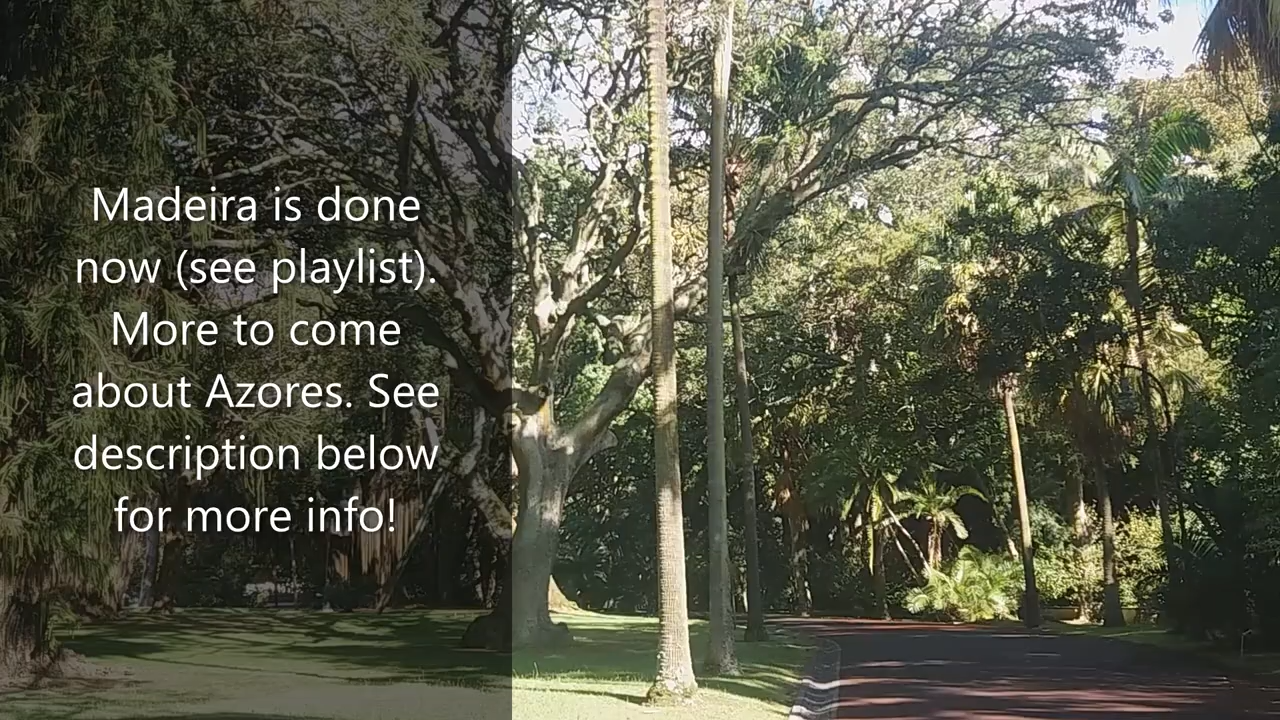 Madeira is done
now (see playlist).
More to come
about Azores. See
description below
for more info!